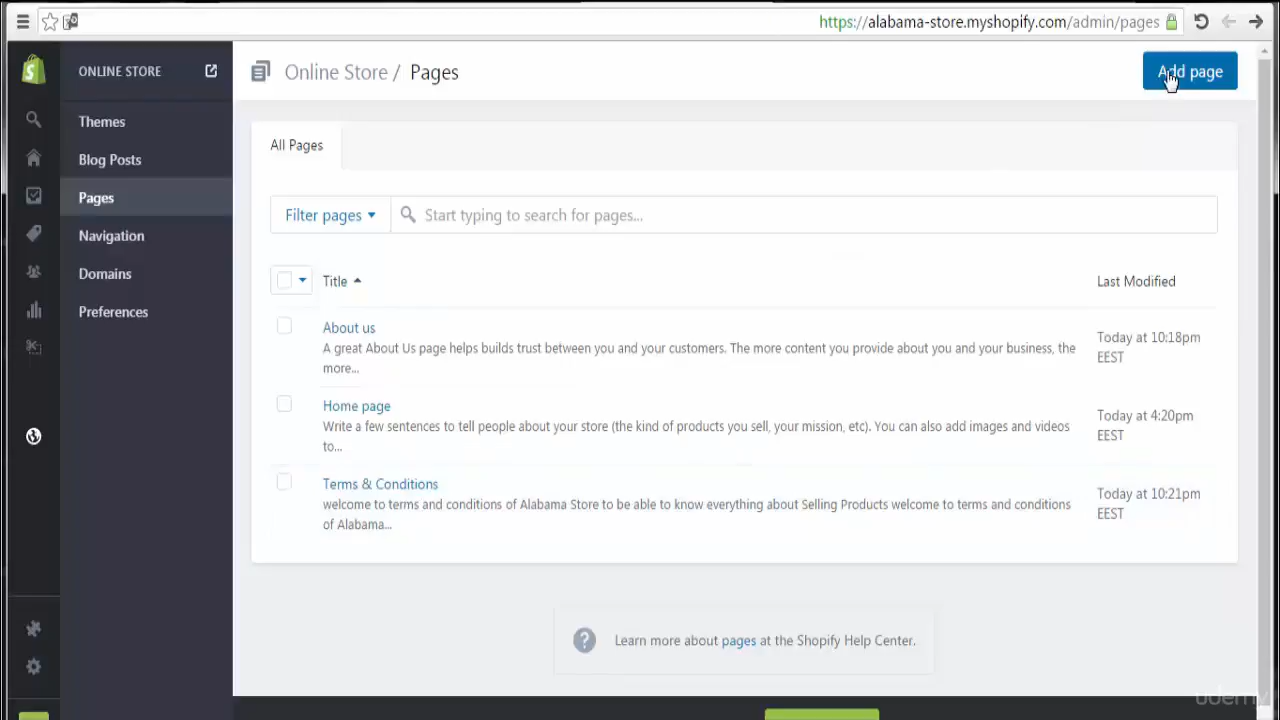 https://alabama-store.myshopify.com/admin/pages
ONLINE STORE
Online Store / Pages
Add page
Themes
Blog Posts
Pages
Navigation
Domains
Preferences
All Pages
Filter pages
Start typing to search for pages...
Title
Last Modified
About us
A great About Us page helps builds trust between you and your customers. The more content you provide about you and your business, the
more...
Today at 10:18pm
EEST
Home page
Write a few sentences to tell people about your store (the kind of products you sell, your mission, etc). You can also add images and videos
to...
Today at 4:20pm
EEST
Terms & Conditions
welcome to terms and conditions of Alabama Store to be able to know everything about Selling Products welcome to terms and conditions
of Alabama...
Today at 10:21pm
EEST
Learn more about pages at the Shopify Help Center.
udemy